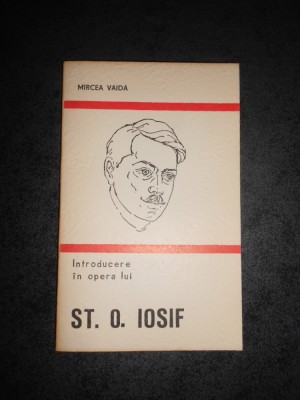 MIRCEA VAIDA
Introducere
în opera lui
ST. O. IOSIF